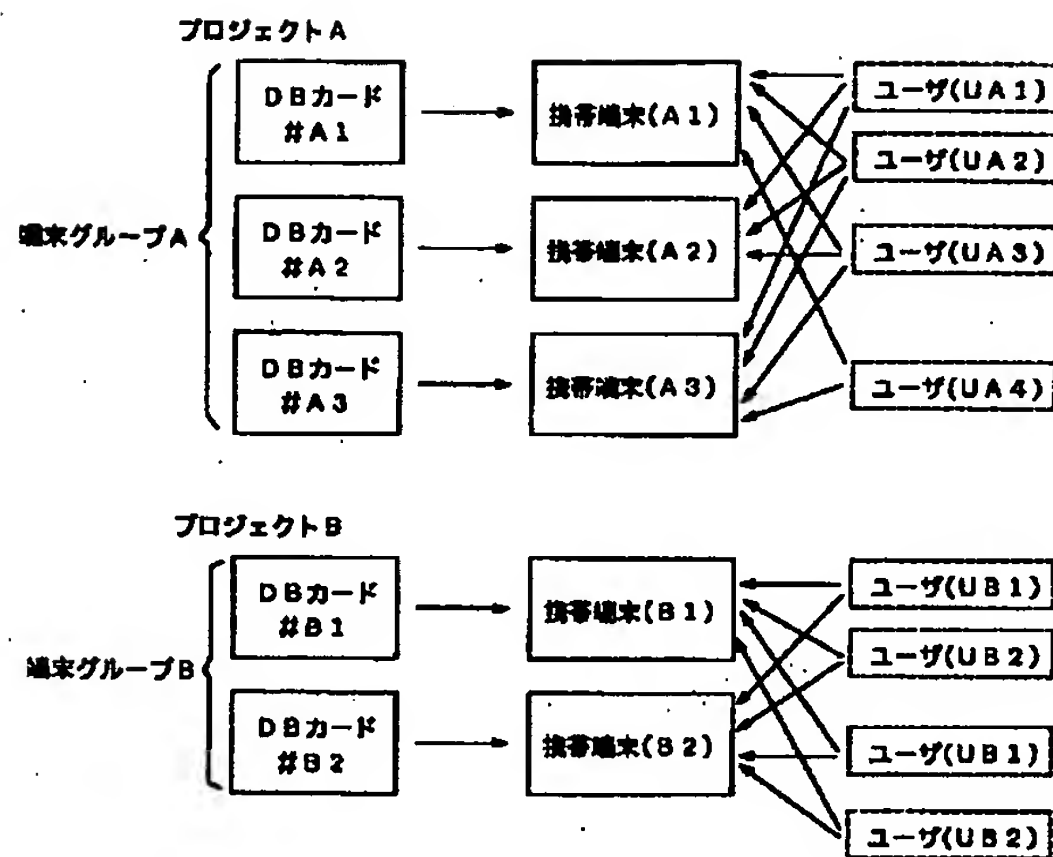 プロジェクトA
DBカード
#A1
携帯端末(A1)
ユーザ(UA1)
ユーザ(UA2)
端末グループA
DBカード
#A2
携帯端末(A2)
ユーザ(UA3)
DBカード
#A3
携帯端末(A3)
ユーザ(UA4)
プロジェクトB
DBカード
#B1
携帯端末(B1)
ユーザ(UB1)
ユーザ(UB2)
端末グループB
DBカード
#B2
携帯端末(B2)
ユーザ(UB1)
ユーザ(UB2)